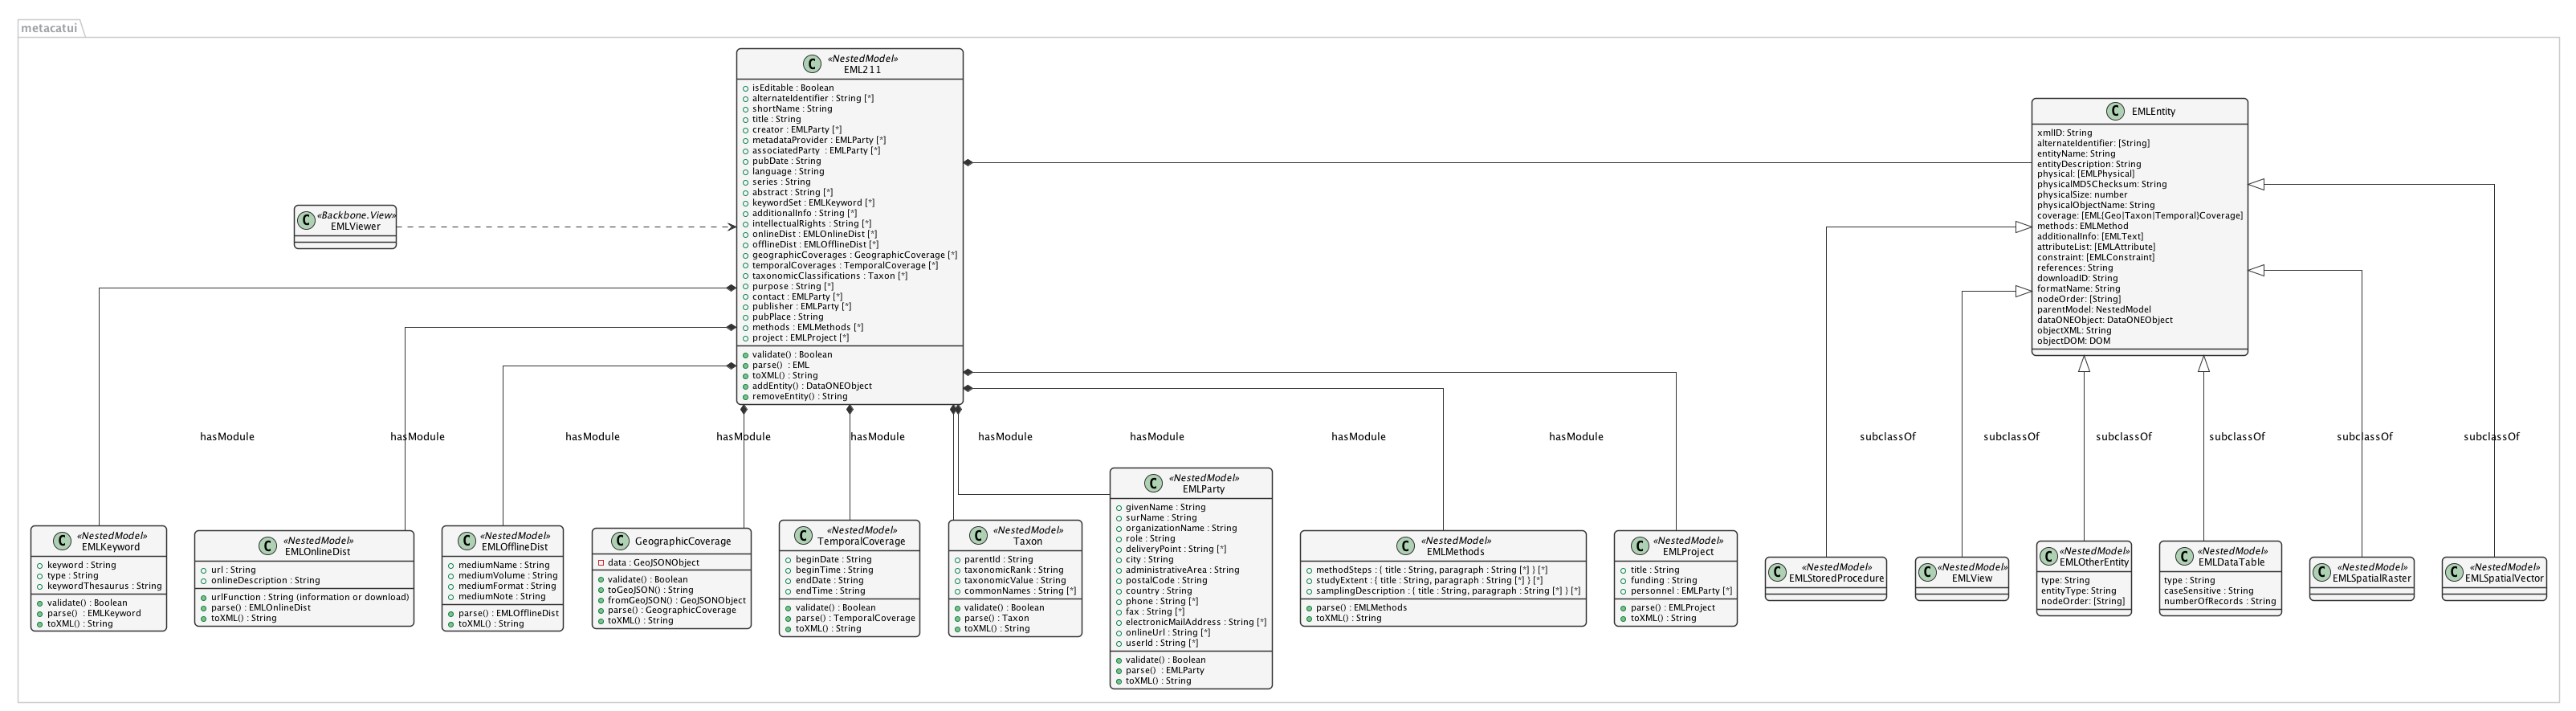 metacatui
«NestedModel»
EML211
isEditable : Boolean
alternateIdentifier : String [*]
shortName : String
title : String
creator : EMLParty [*]
metadataProvider : EMLParty [*]
associatedParty  : EMLParty [*]
pubDate : String
language : String
series : String
abstract : String [*]
keywordSet : EMLKeyword [*]
additionalInfo : String [*]
intellectualRights : String [*]
onlineDist : EMLOnlineDist [*]
offlineDist : EMLOfflineDist [*]
geographicCoverages : GeographicCoverage [*]
temporalCoverages : TemporalCoverage [*]
taxonomicClassifications : Taxon [*]
purpose : String [*]
contact : EMLParty [*]
publisher : EMLParty [*]
pubPlace : String
methods : EMLMethods [*]
project : EMLProject [*]
validate() : Boolean
parse()  : EML
toXML() : String
addEntity() : DataONEObject
removeEntity() : String
«Backbone.View»
EMLViewer
EMLEntity
xmlID: String
alternateIdentifier: [String]
entityName: String
entityDescription: String
physical: [EMLPhysical]
physicalMD5Checksum: String
physicalSize: number
physicalObjectName: String
coverage: [EML{Geo|Taxon|Temporal}Coverage]
methods: EMLMethod
additionalInfo: [EMLText]
attributeList: [EMLAttribute]
constraint: [EMLConstraint]
references: String
downloadID: String
formatName: String
nodeOrder: [String]
parentModel: NestedModel
dataONEObject: DataONEObject
objectXML: String
objectDOM: DOM
hasModule
hasModule
hasModule
hasModule
hasModule
hasModule
hasModule
hasModule
hasModule
subclassOf
subclassOf
subclassOf
subclassOf
subclassOf
subclassOf
«NestedModel»
EMLKeyword
keyword : String
type : String
keywordThesaurus : String
validate() : Boolean
parse()  : EMLKeyword
toXML() : String
«NestedModel»
EMLOnlineDist
url : String
onlineDescription : String
urlFunction : String (information or download)
parse() : EMLOnlineDist
toXML() : String
«NestedModel»
EMLOfflineDist
mediumName : String
mediumVolume : String
mediumFormat : String
mediumNote : String
parse() : EMLOfflineDist
toXML() : String
GeographicCoverage
data : GeoJSONObject
validate() : Boolean
toGeoJSON() : String
fromGeoJSON() : GeoJSONObject
parse() : GeographicCoverage
toXML() : String
«NestedModel»
TemporalCoverage
beginDate : String
beginTime : String
endDate : String
endTime : String
validate() : Boolean
parse() : TemporalCoverage
toXML() : String
«NestedModel»
Taxon
parentId : String
taxonomicRank : String
taxonomicValue : String
commonNames : String [*]
validate() : Boolean
parse() : Taxon
toXML() : String
«NestedModel»
EMLParty
givenName : String
surName : String
organizationName : String
role : String
deliveryPoint : String [*]
city : String
administrativeArea : String
postalCode : String
country : String
phone : String [*]
fax : String [*]
electronicMailAddress : String [*]
onlineUrl : String [*]
userId : String [*]
validate() : Boolean
parse()  : EMLParty
toXML() : String
«NestedModel»
EMLMethods
methodSteps : { title : String, paragraph : String [*] } [*]
studyExtent : { title : String, paragraph : String [*] } [*]
samplingDescription : { title : String, paragraph : String [*] } [*]
parse() : EMLMethods
toXML() : String
«NestedModel»
EMLProject
title : String
funding : String
personnel : EMLParty [*]
parse() : EMLProject
toXML() : String
«NestedModel»
EMLStoredProcedure
«NestedModel»
EMLView
«NestedModel»
EMLOtherEntity
type: String
entityType: String
nodeOrder: [String]
«NestedModel»
EMLDataTable
type : String
caseSensitive : String
numberOfRecords : String
«NestedModel»
EMLSpatialRaster
«NestedModel»
EMLSpatialVector